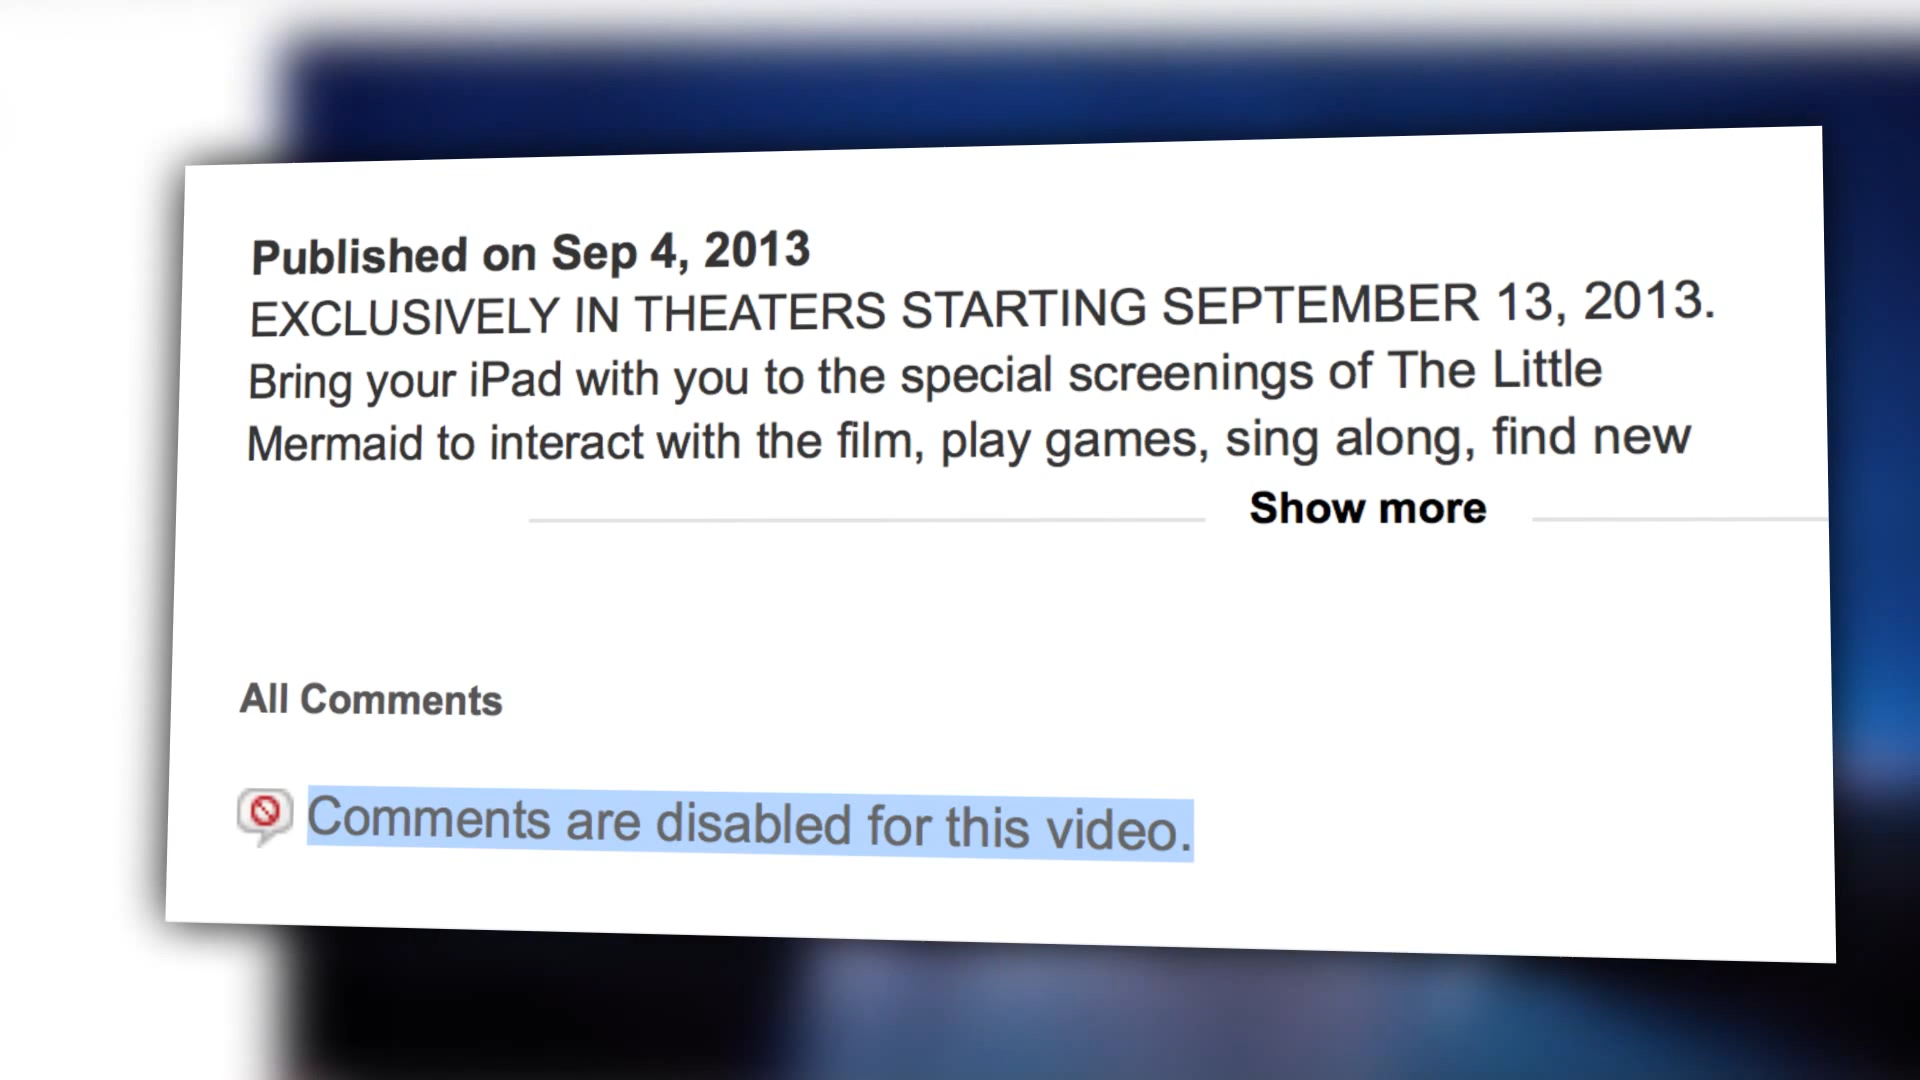 Published on Sep 4, 2013
EXCLUSIVELY IN THEATERS STARTING SEPTEMBER 13, 2013.
Bring your iPad with you to the special screenings of The Little
Mermaid to interact with the film, play games, sing along, find new
Show more
All Comments
Comments are disabled for this video.